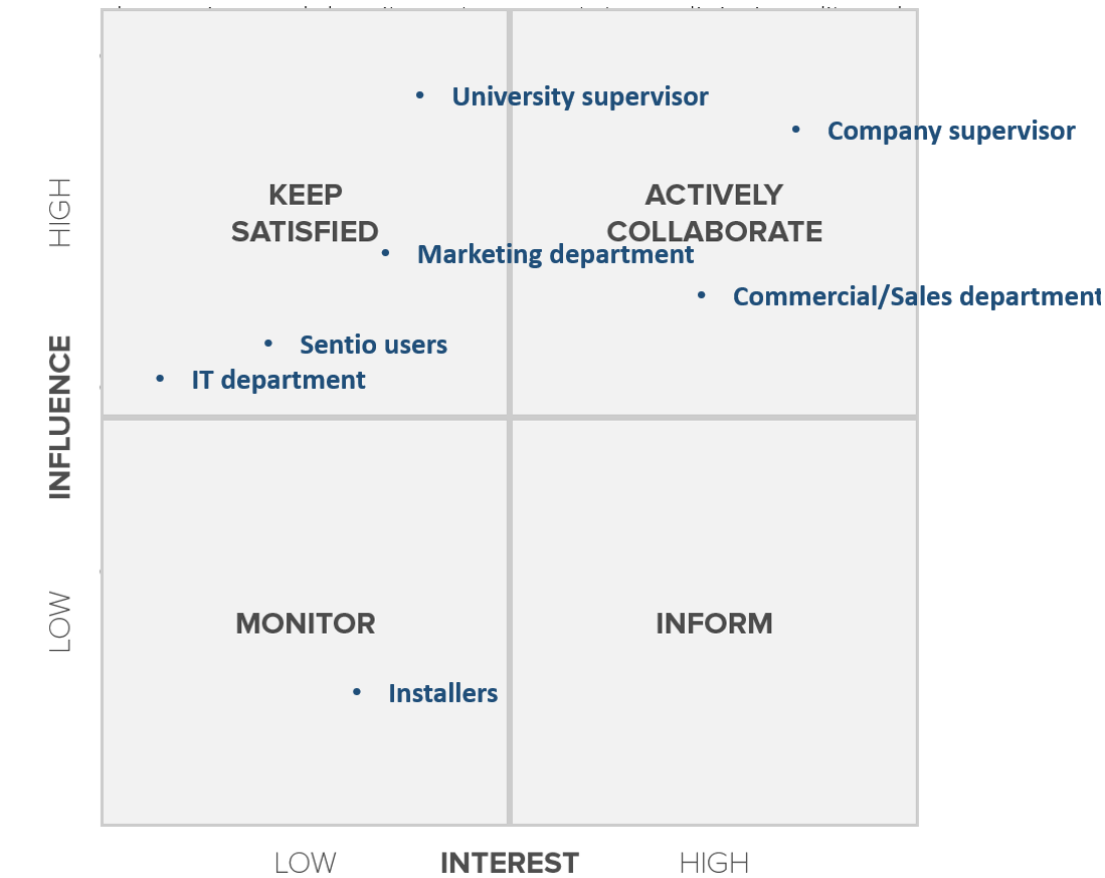 • University supervisor
• Company supervisor
HIGH
KEEP
SATISFIED
ACTIVELY
COLLABORATE
• Marketing department
• Commercial/Sales department
• Sentio users
• IT department
INFLUENCE
LOW
MONITOR
INFORM
• Installers
LOW
INTEREST
HIGH